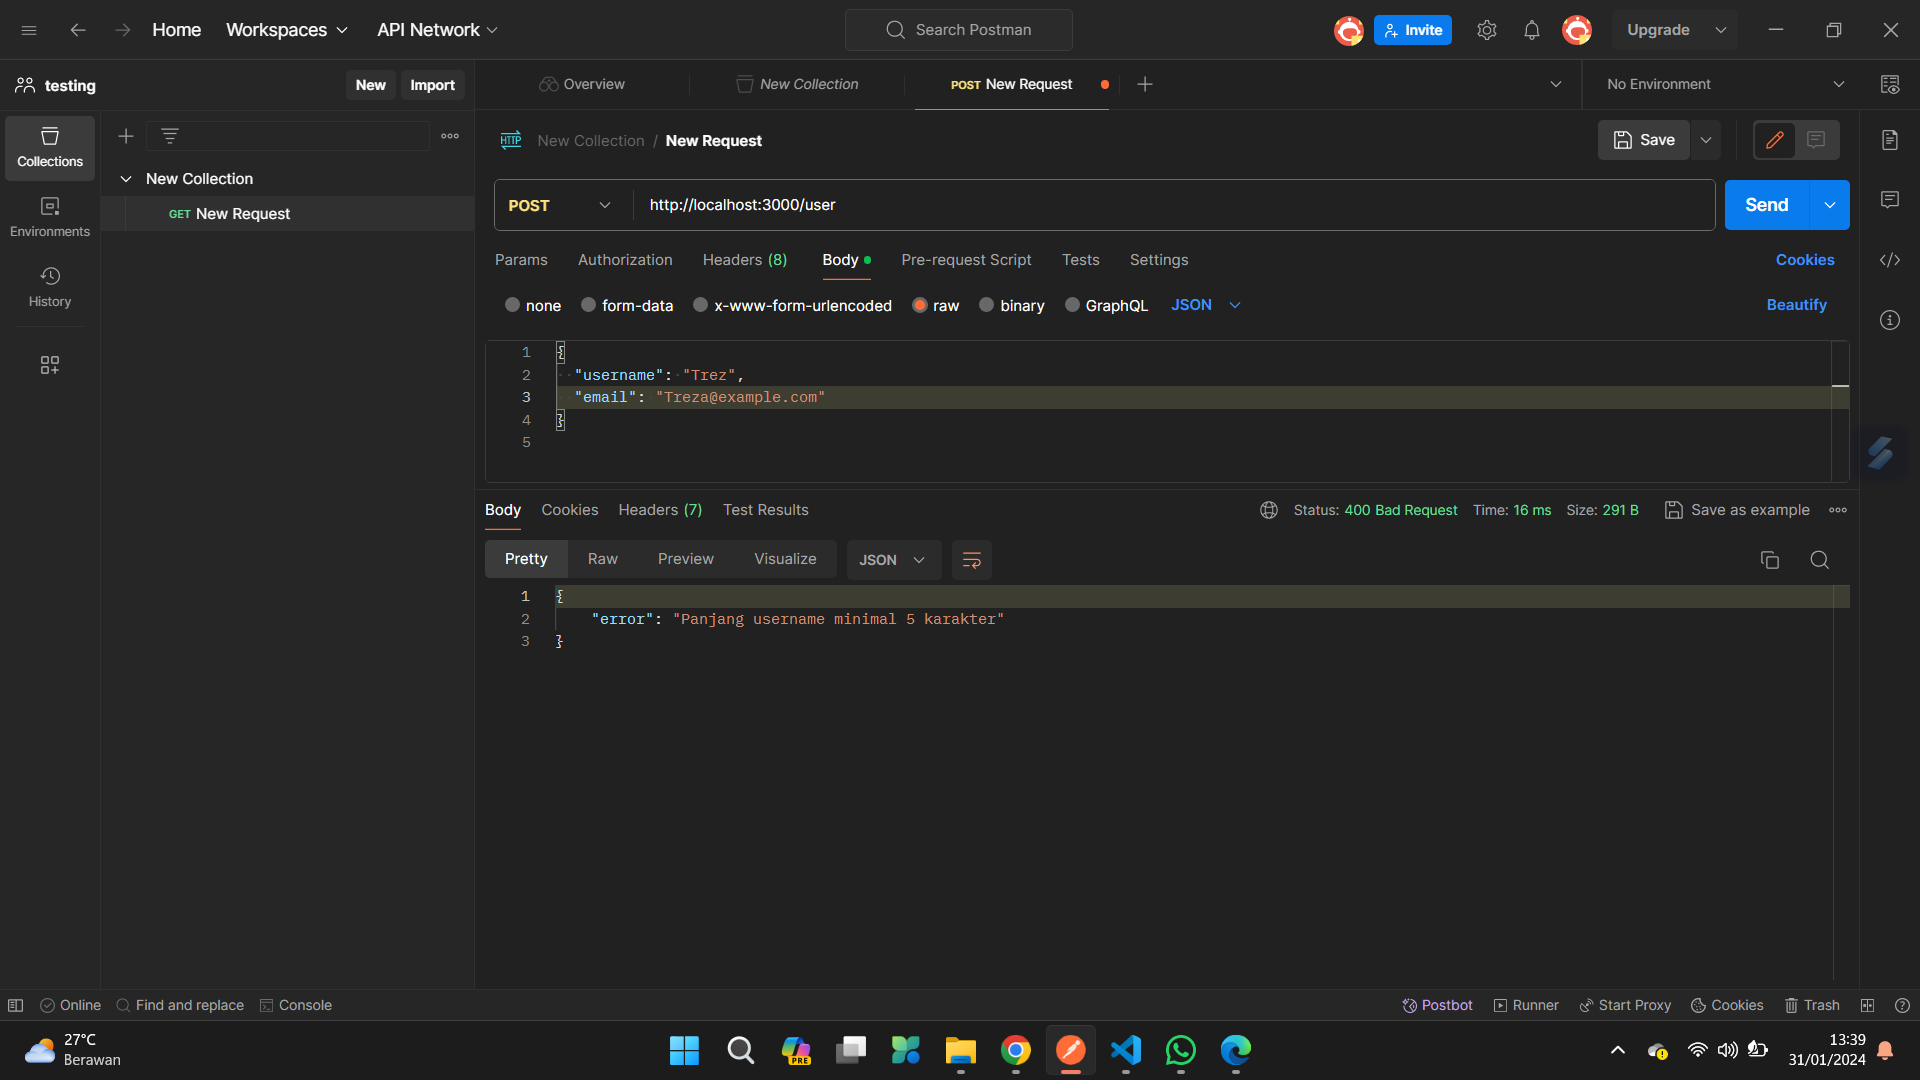 Home Workspaces API Network Search Postman Invite Upgrade
testing New Import Overview New Collection POST New Request No Environment
Collections
Environments
History
New Collection
GET New Request
HTTP New Collection / New Request Save
POST http://localhost:3000/user Send
Params Authorization Headers (8) Body Pre-request Script Tests Settings Cookies
none form-data x-www-form-urlencoded raw binary GraphQL JSON Beautify
1 {
2 "username": "Trez",
3 "email": "Treza@example.com"
4 }
5
Body Cookies Headers (7) Test Results Status: 400 Bad Request Time: 16 ms Size: 291 B Save as example
Pretty Raw Preview Visualize JSON
1 {
2 "error": "Panjang username minimal 5 karakter"
3 }
Online Find and replace Console Postbot Runner Start Proxy Cookies Trash
27°C
Berawan
PRE
13:39
31/01/2024